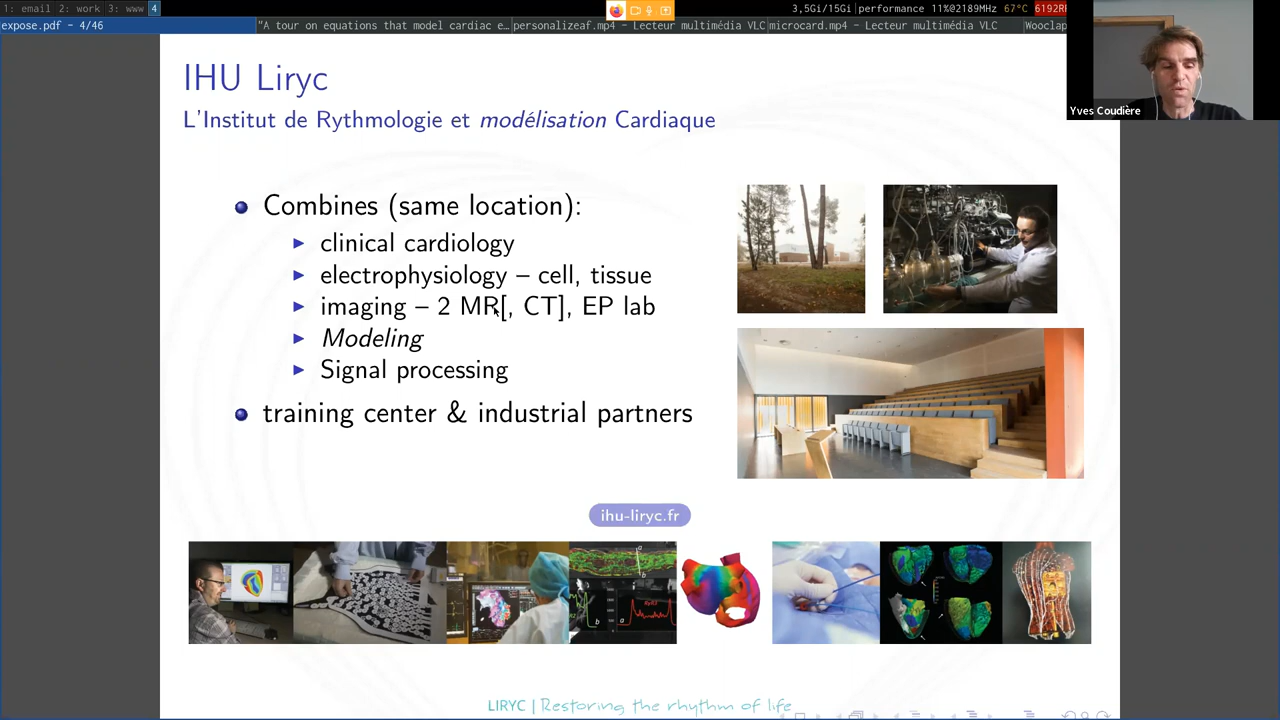 1: email 2: work 3: www 4
3,5Gi/15Gi|performance 11%@2189MHz 67°C 6192R
expose.pdf - 4/46
"A tour on equations that model cardiac e…
personalizeaf.mp4 - Lecteur multimédia VLC
microcard.mp4 - Lecteur multimédia VLC
Wooclap
Yves Coudière
IHU Liryc
L'Institut de Rythmologie et modélisation Cardiaque
Combines (same location):
clinical cardiology
electrophysiology – cell, tissue
imaging – 2 MR[, CT], EP lab
Modeling
Signal processing
training center & industrial partners
ihu-liryc.fr
LIRYC | Restoring the rhythm of life